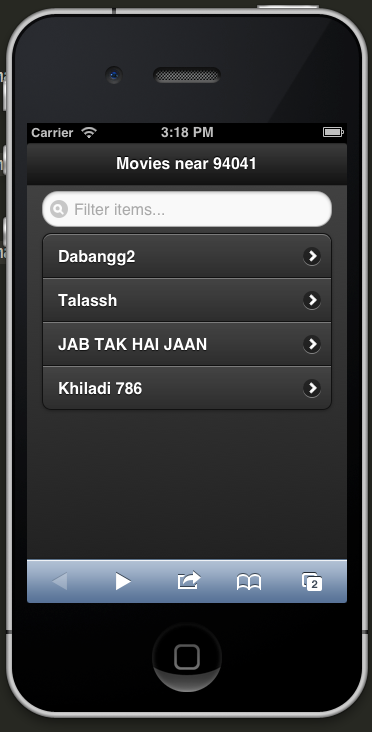 Carrier 3:18 PM
Movies near 94041
Filter items...
Dabangg2
Talassh
JAB TAK HAI JAAN
Khiladi 786
2